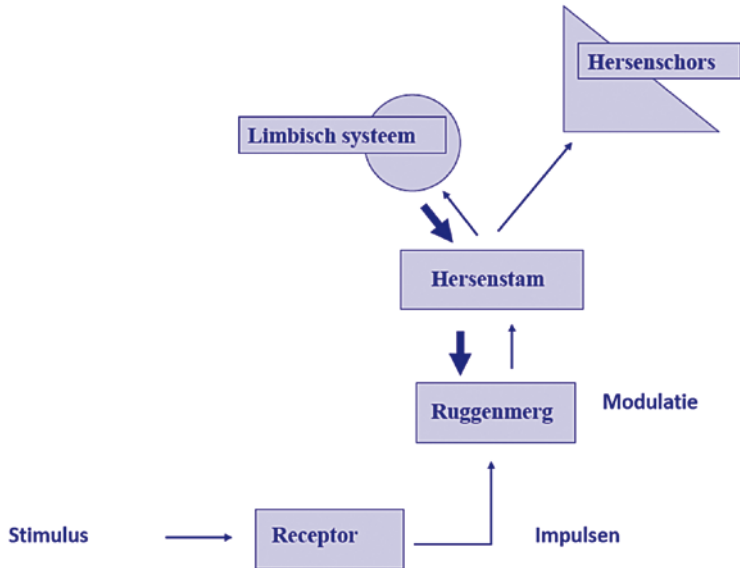 Hersenschors
Limbisch systeem
Hersenstam
Ruggenmerg
Modulatie
Stimulus
Receptor
Impulsen